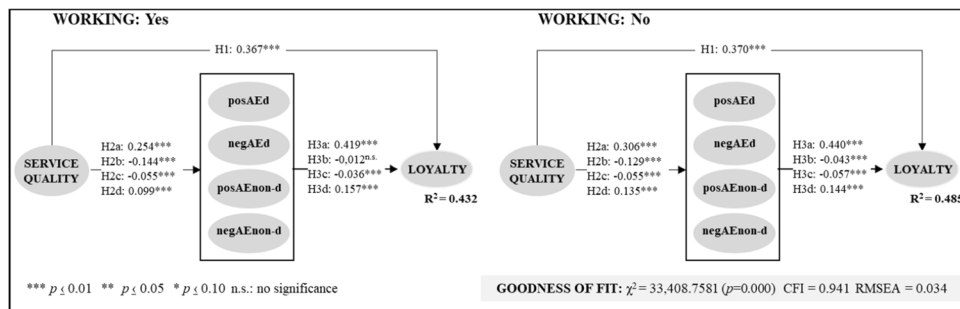 WORKING: Yes
H1: 0.367***
posAEd
negAEd
posAEnon-d
negAEnon-d
SERVICE
QUALITY
H2a: 0.254***
H2b: -0.144***
H2c: -0.055***
H2d: 0.099***
H3a: 0.419***
H3b: -0,012n.s.
H3c: -0.036***
H3d: 0.157***
LOYALTY
R² = 0.432
WORKING: No
H1: 0.370***
posAEd
negAEd
posAEnon-d
negAEnon-d
SERVICE
QUALITY
H2a: 0.306***
H2b: -0.129***
H2c: -0.055***
H2d: 0.135***
H3a: 0.440***
H3b: -0.043***
H3c: -0.057***
H3d: 0.144***
LOYALTY
R² = 0.485
*** p ≤ 0.01 ** p ≤ 0.05 * p ≤ 0.10 n.s.: no significance
GOODNESS OF FIT: χ² = 33,408.7581 (p=0.000) CFI = 0.941 RMSEA = 0.034